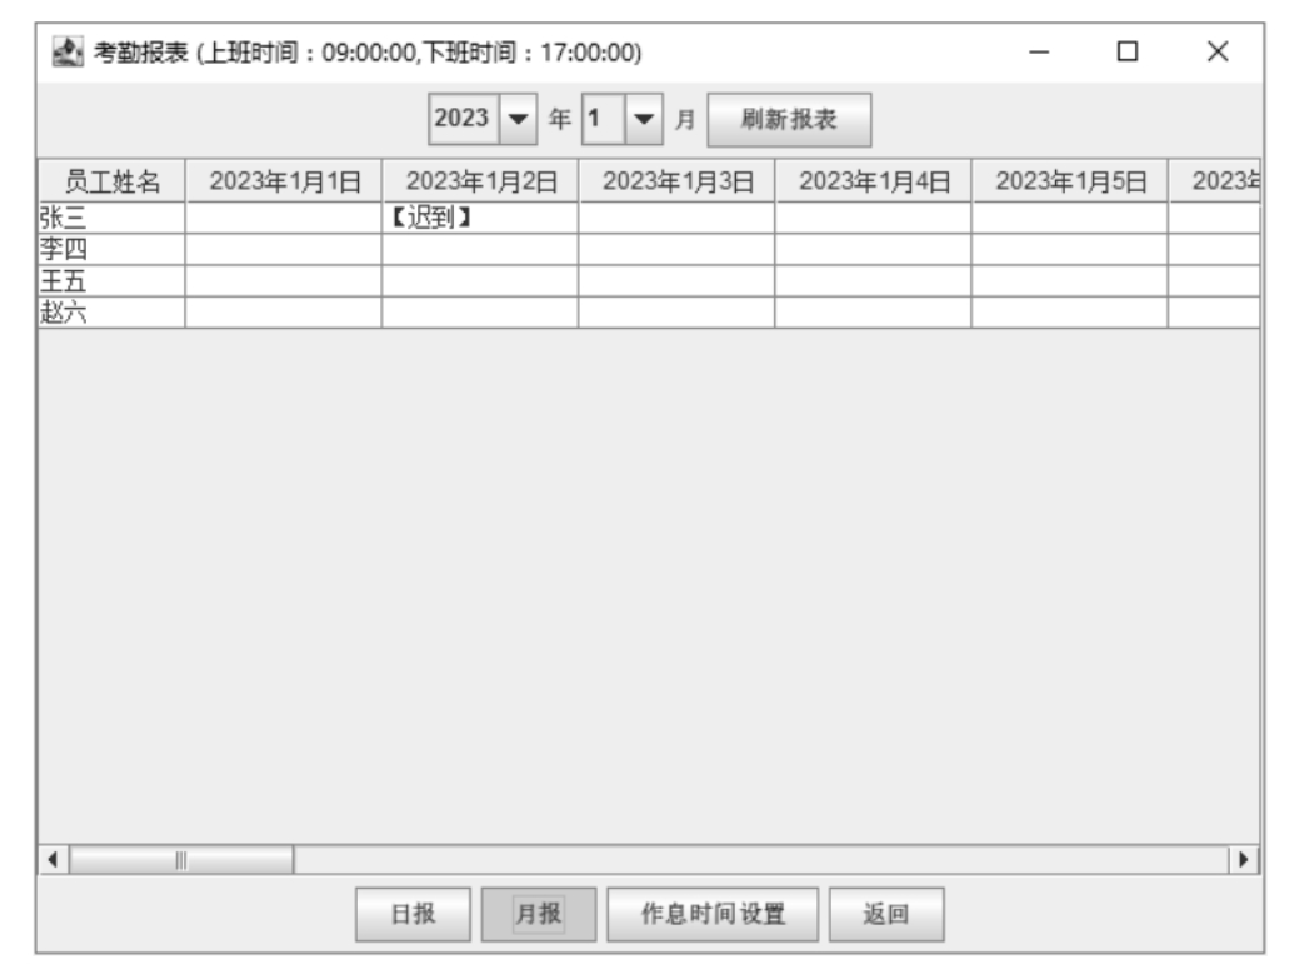 考勤报表 (上班时间：09:00:00,下班时间：17:00:00)
2023 年 1 月 刷新报表
员工姓名 2023年1月1日 2023年1月2日 2023年1月3日 2023年1月4日 2023年1月5日 2023年
张三 【迟到】
李四
王五
赵六
日报 月报 作息时间设置 返回